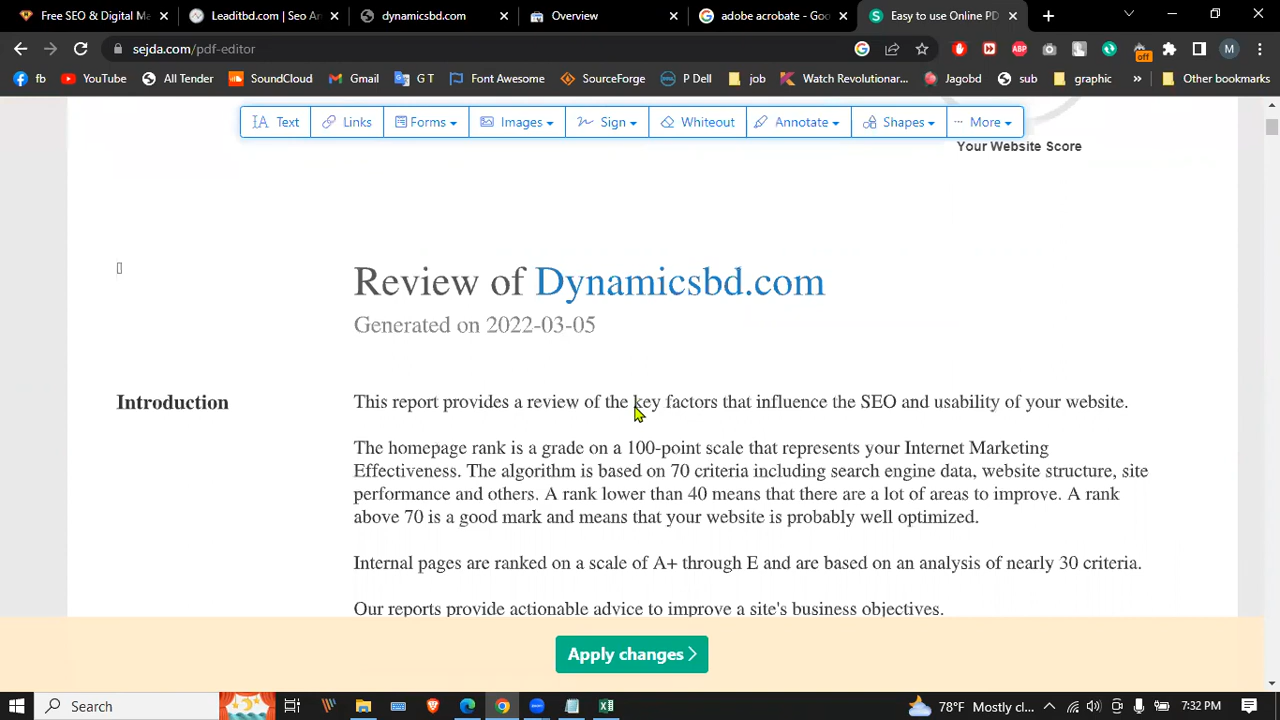 Free SEO & Digital Ma
Leaditbd.com | Seo Ar
dynamicsbd.com
Overview
adobe acrobate - Goo
Easy to use Online PD
sejda.com/pdf-editor
fb
YouTube
All Tender
SoundCloud
Gmail
G T
Font Awesome
SourceForge
P Dell
job
Watch Revolutionar...
Jagobd
sub
graphic
»
Other bookmarks
ABP
off
M
Text
Links
Forms
Images
Sign
Whiteout
Annotate
Shapes
More
Your Website Score
Review of Dynamicsbd.com
Generated on 2022-03-05
Introduction
This report provides a review of the key factors that influence the SEO and usability of your website.
The homepage rank is a grade on a 100-point scale that represents your Internet Marketing
Effectiveness. The algorithm is based on 70 criteria including search engine data, website structure, site
performance and others. A rank lower than 40 means that there are a lot of areas to improve. A rank
above 70 is a good mark and means that your website is probably well optimized.
Internal pages are ranked on a scale of A+ through E and are based on an analysis of nearly 30 criteria.
Our reports provide actionable advice to improve a site's business objectives.
Apply changes
Search
78°F Mostly cl...
7:32 PM